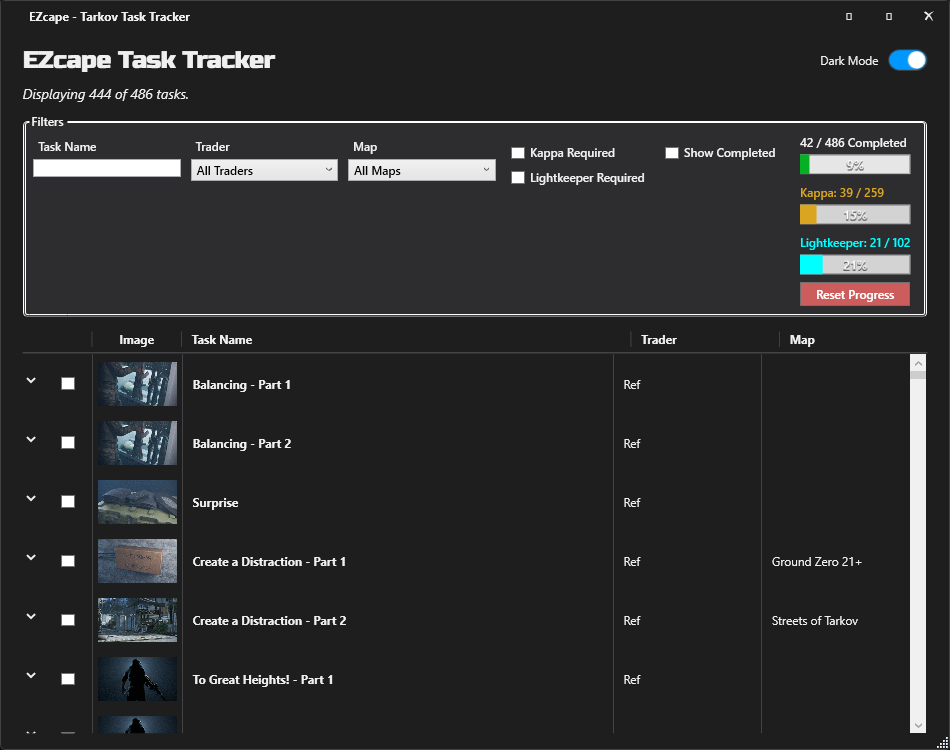 EZcape - Tarkov Task Tracker
EZcape Task Tracker
Dark Mode
Displaying 444 of 486 tasks.
Filters
Task Name
Trader
Map
All Traders
All Maps
Kappa Required
Lightkeeper Required
Show Completed
42 / 486 Completed
9%
Kappa: 39 / 259
15%
Lightkeeper: 21 / 102
21%
Reset Progress
Image Task Name Trader Map
Balancing - Part 1 Ref
Balancing - Part 2 Ref
Surprise Ref
Create a Distraction - Part 1 Ref Ground Zero 21+
Create a Distraction - Part 2 Ref Streets of Tarkov
To Great Heights! - Part 1 Ref